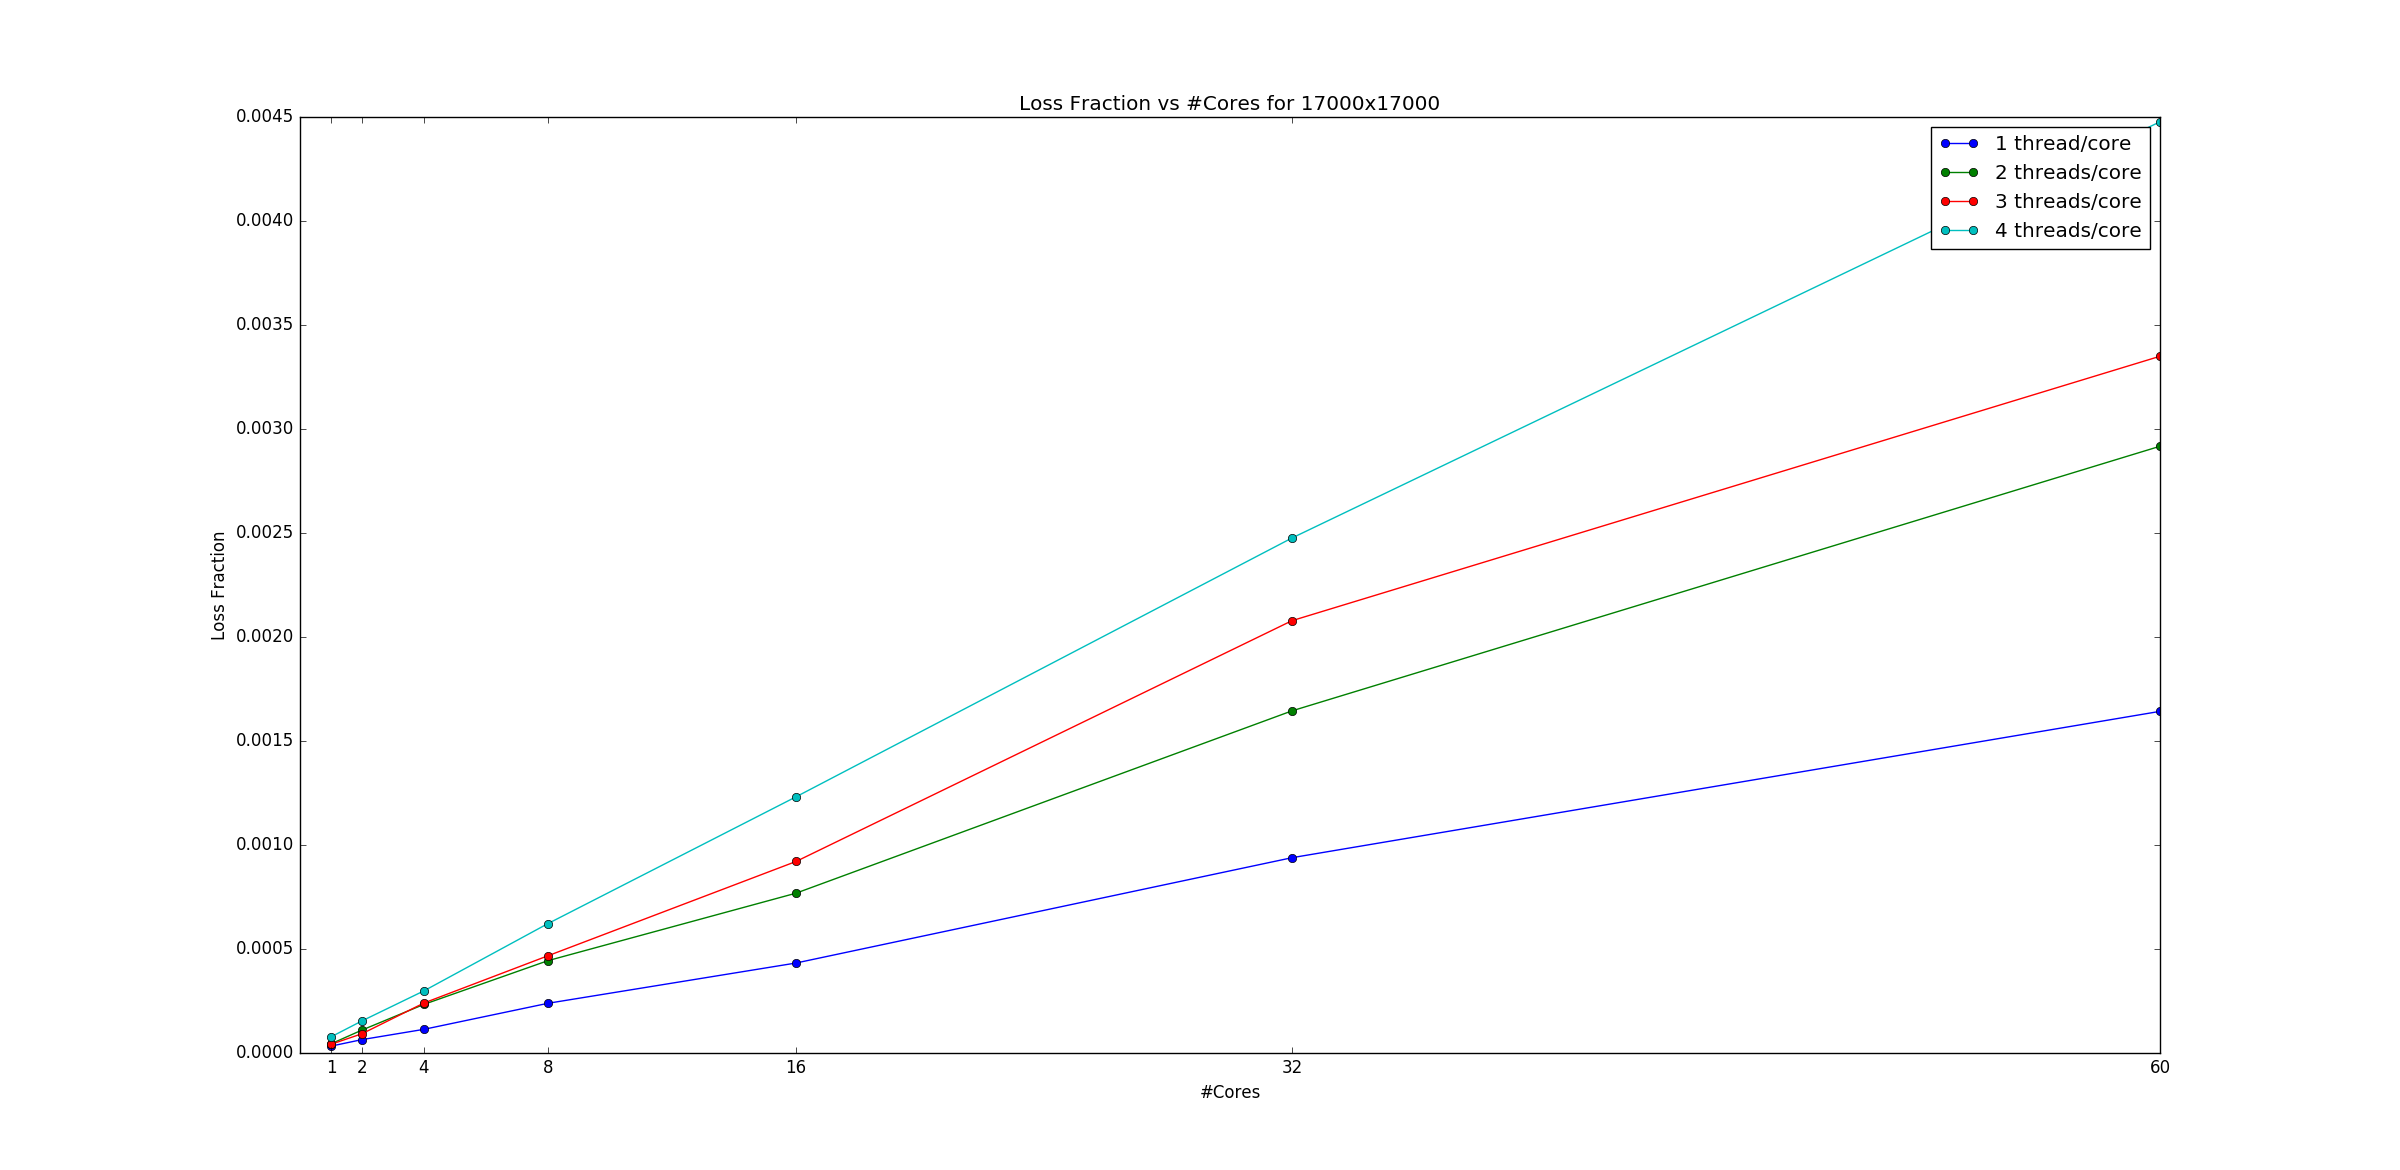 Loss Fraction vs #Cores for 17000x17000
0.0045
0.0040
0.0035
0.0030
0.0025
0.0020
0.0015
0.0010
0.0005
0.0000
Loss Fraction
1 thread/core
2 threads/core
3 threads/core
4 threads/core
1 2 4 8 16 32 60
#Cores